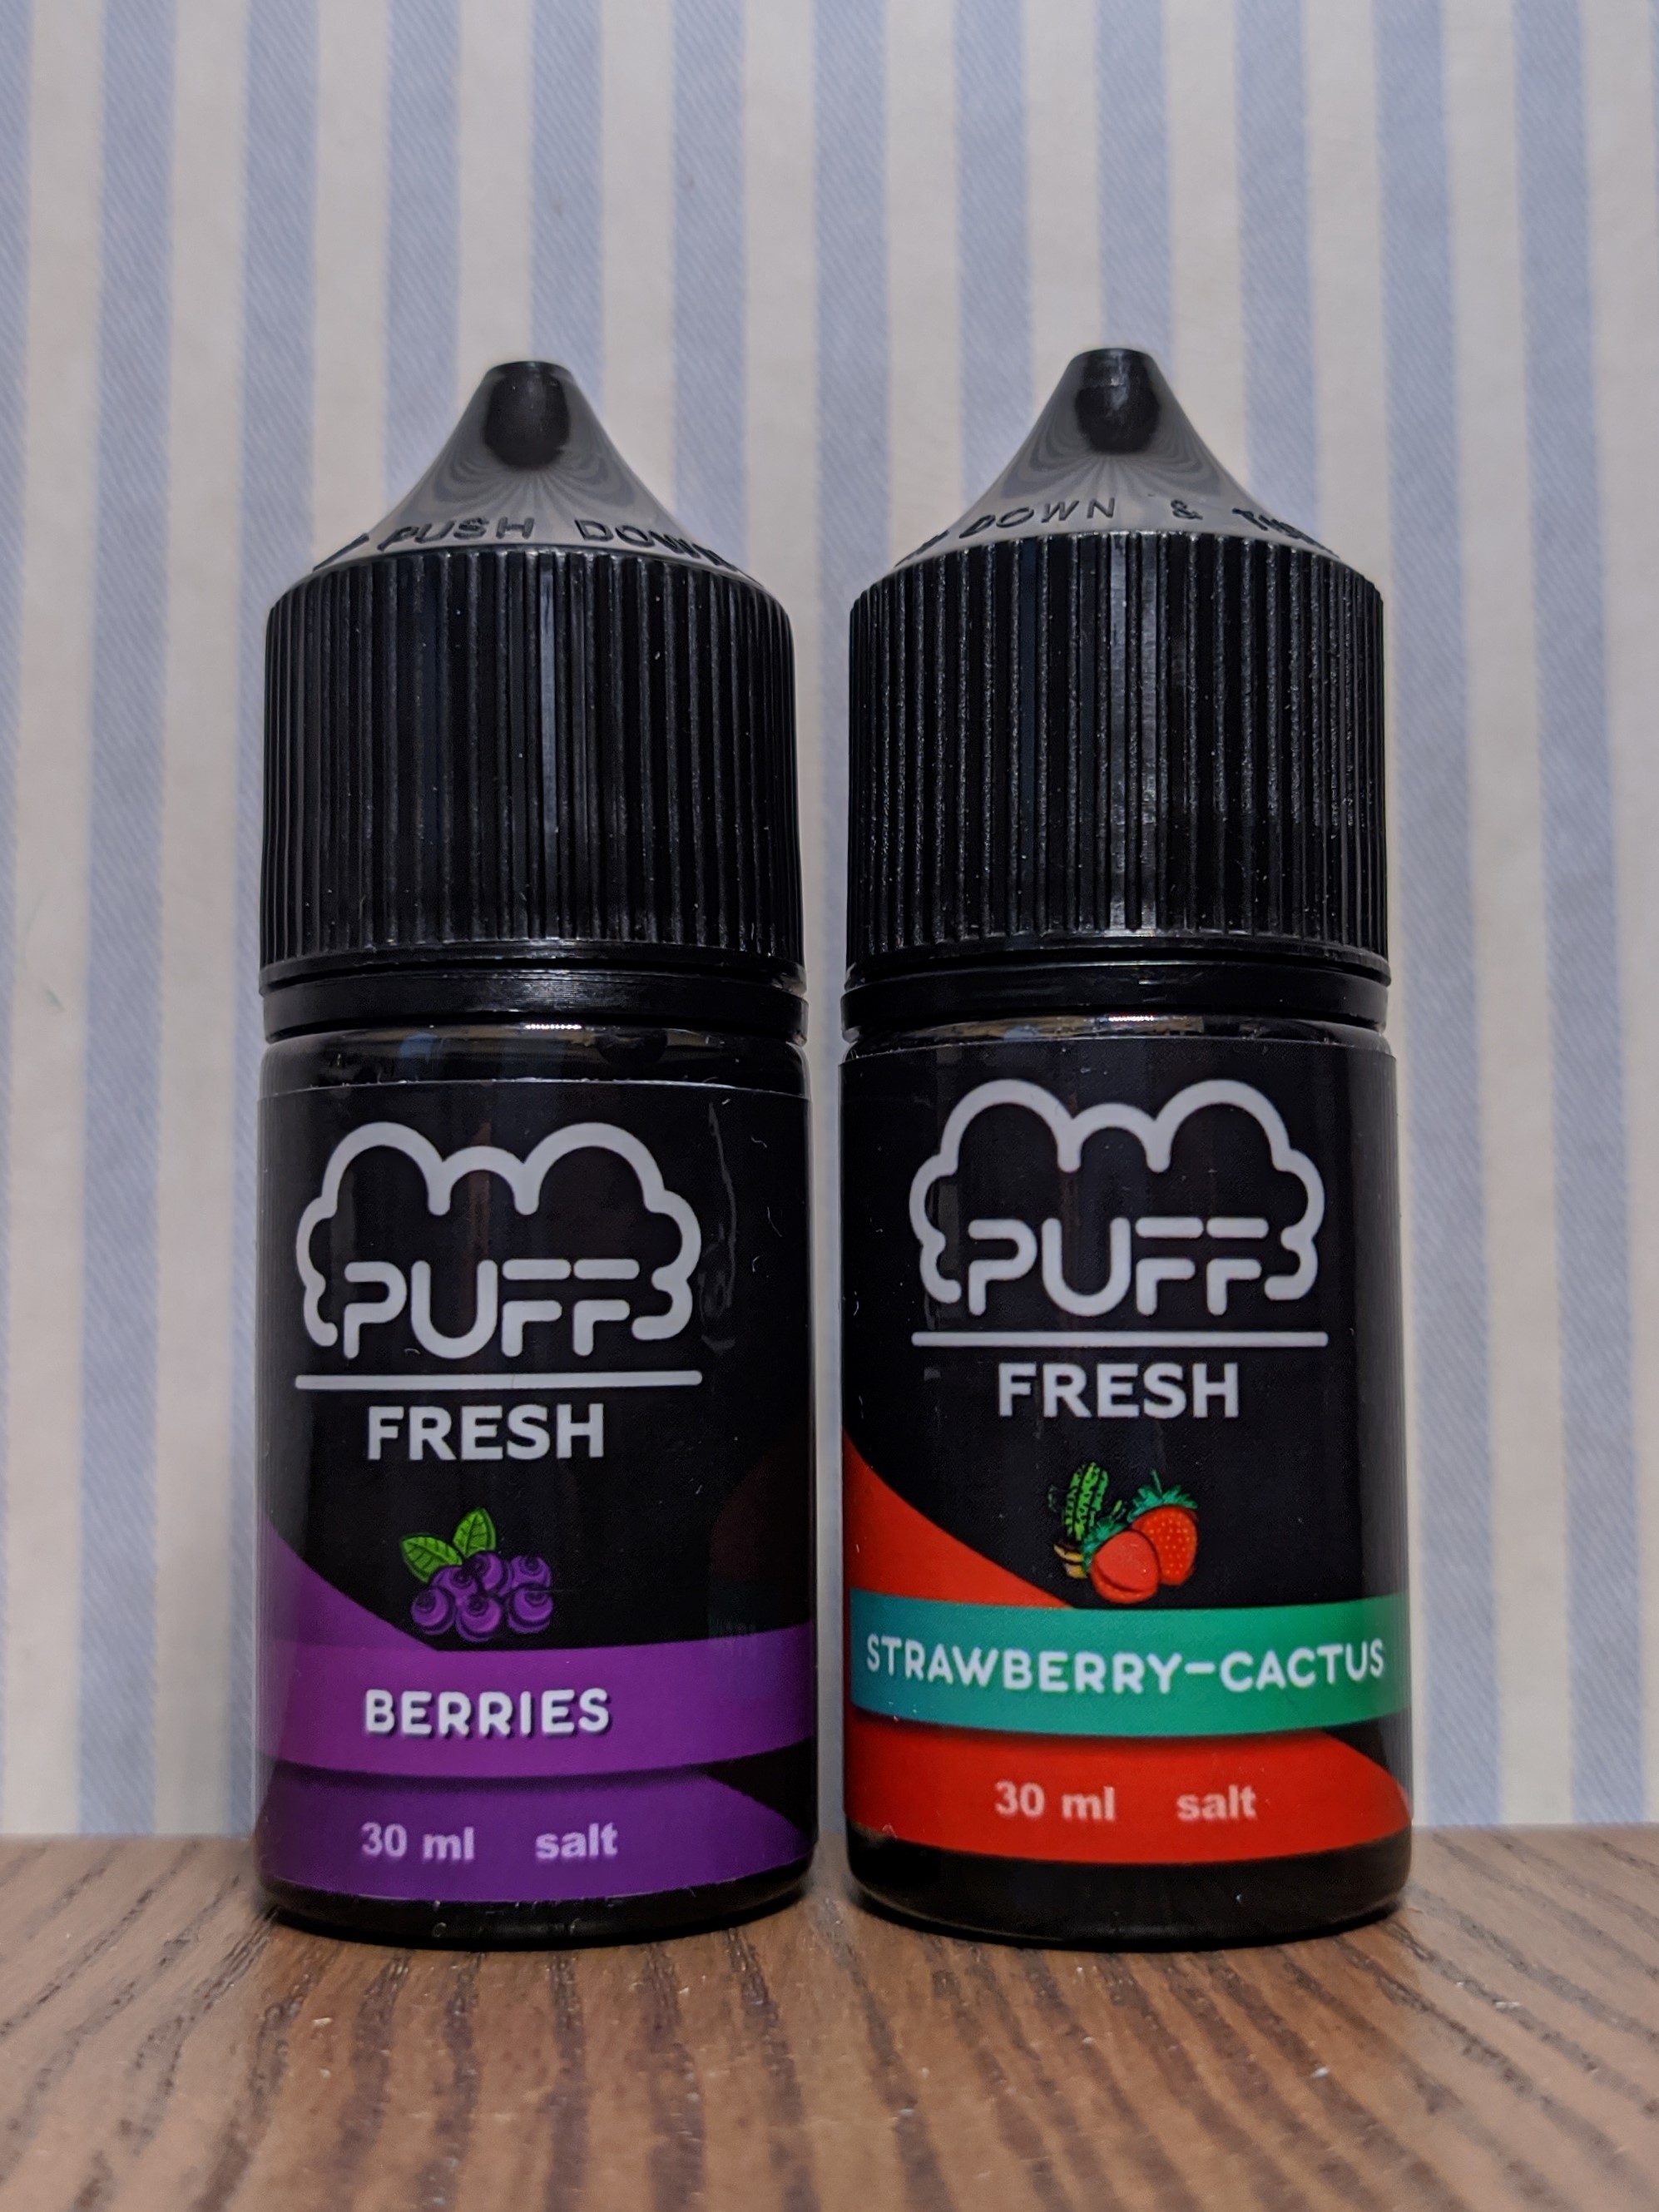 PUSH DOWN
PUFF
FRESH
BERRIES
30 ml salt
DOWN &
PUFF
FRESH
STRAWBERRY-CACTUS
30 ml salt